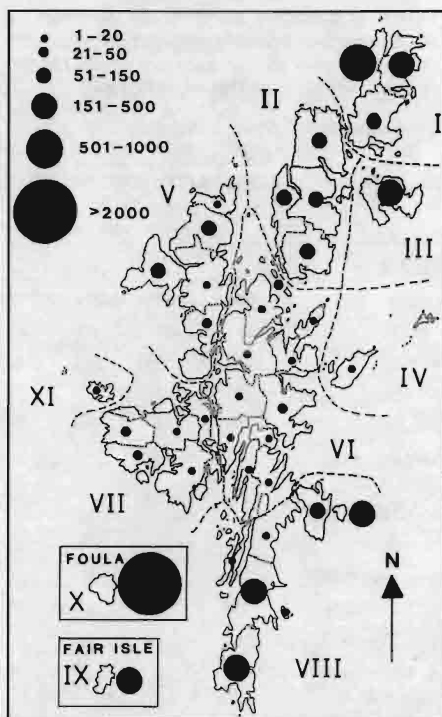 1-20
21-50
51-150
151-500
501-1000
>2000
I
II
III
IV
V
VI
VII
VIII
XI
N
FOULA
X
FAIR ISLE
IX